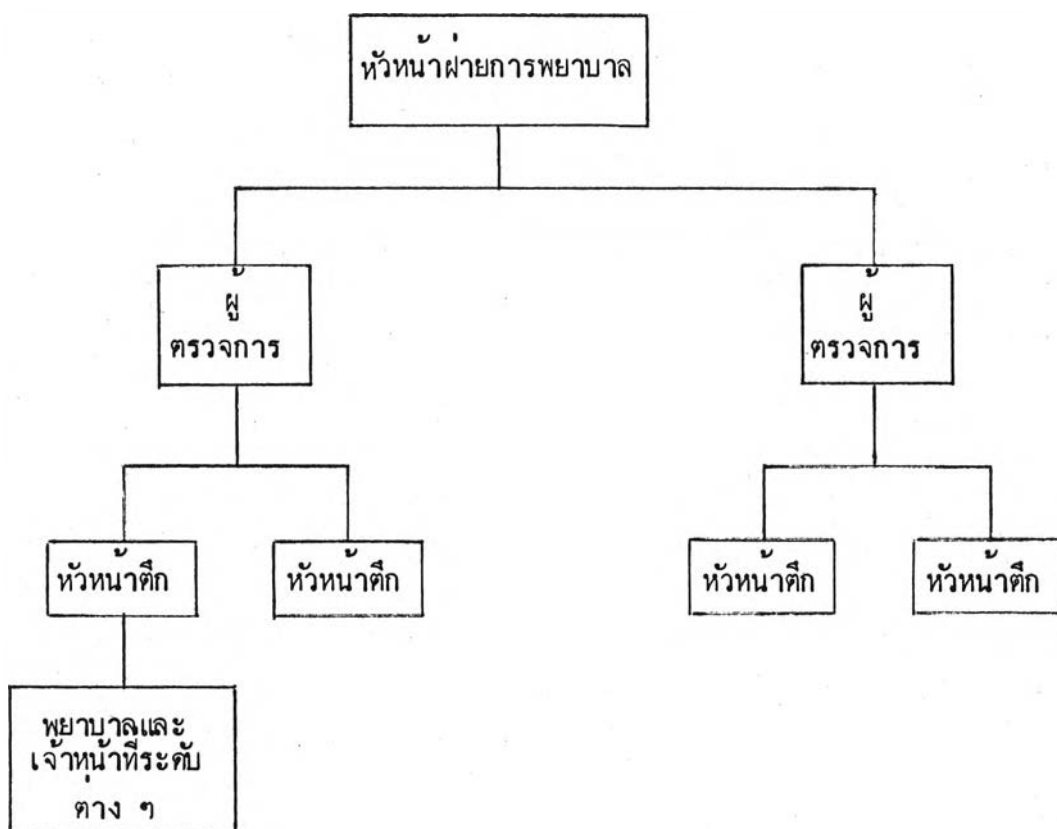 หัวหน้าฝ่ายการพยาบาล
ผู้
ตรวจการ
ผู้
ตรวจการ
หัวหน้าตึก
หัวหน้าตึก
หัวหน้าตึก
หัวหน้าตึก
พยาบาลและ
เจ้าหน้าที่ระดับ
ต่าง ๆ